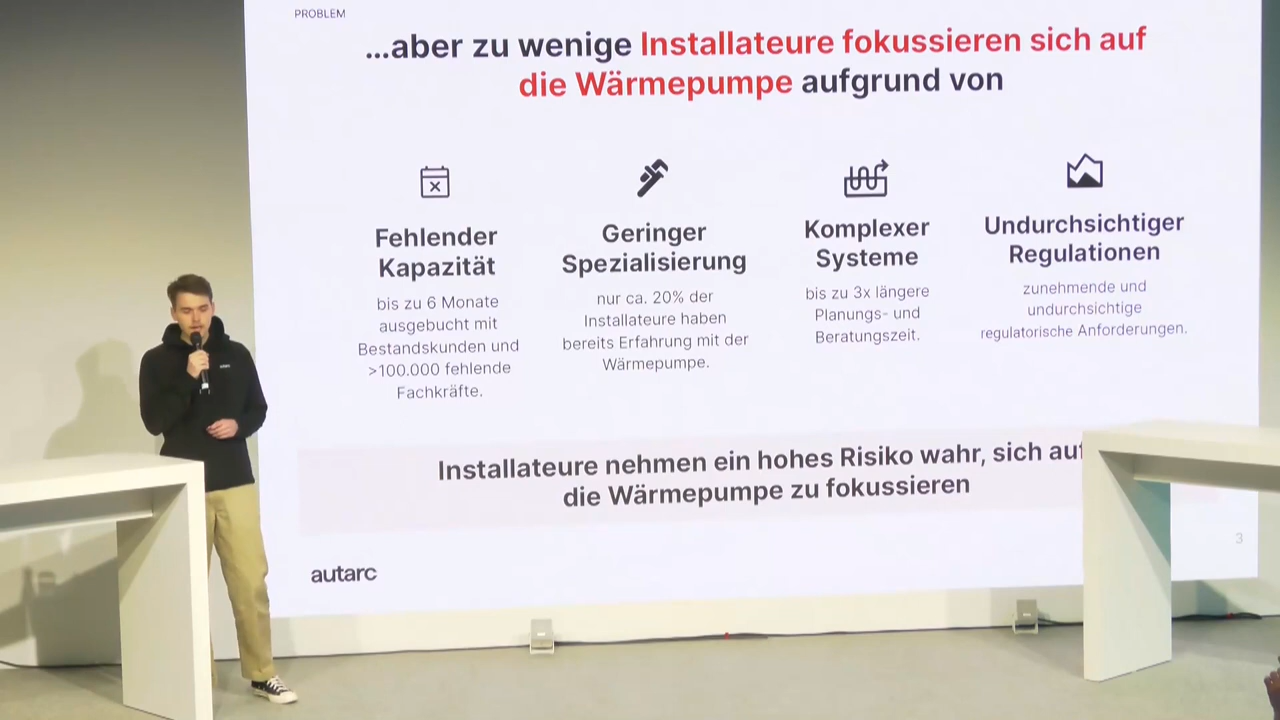 PROBLEM
...aber zu wenige Installateure fokussieren sich auf
die Wärmepumpe aufgrund von
Fehlender
Kapazität
bis zu 6 Monate
ausgebucht mit
Bestandskunden und
>100.000 fehlende
Fachkräfte.
Geringer
Spezialisierung
nur ca. 20% der
Installateure haben
bereits Erfahrung mit der
Wärmepumpe.
Komplexer
Systeme
bis zu 3x längere
Planungs- und
Beratungszeit.
Undurchsichtiger
Regulationen
zunehmende und
undurchsichtige
regulatorische Anforderungen.
Installateure nehmen ein hohes Risiko wahr, sich auf
die Wärmepumpe zu fokussieren
autarc
3